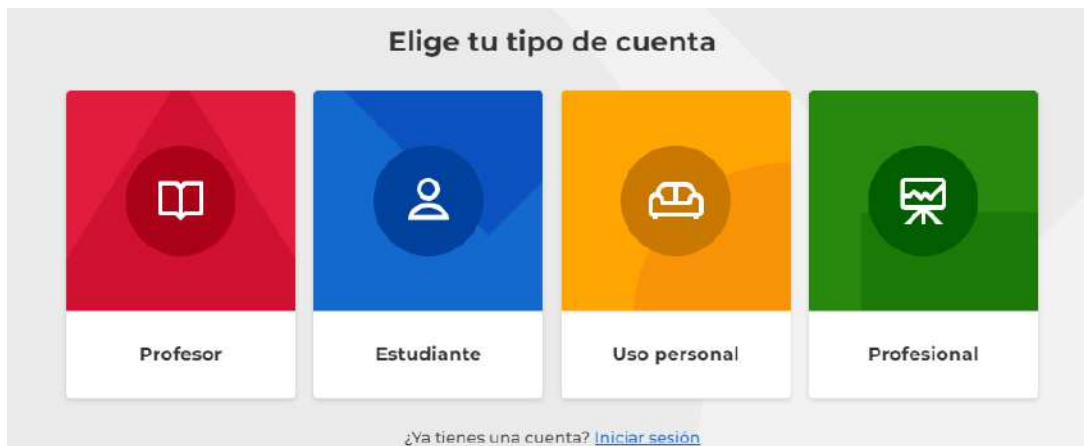 Elige tu tipo de cuenta
Profesor
Estudiante
Uso personal
Profesional
¿Ya tienes una cuenta? Iniciar sesión